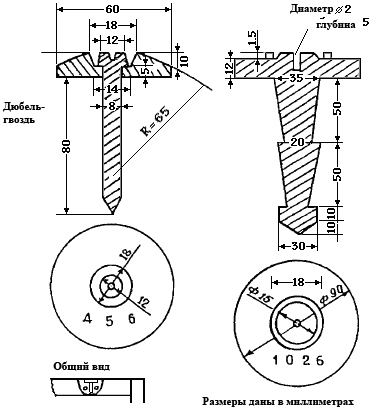 60
18
12
10
5
14
8
R=65
80
Дюбель-
гвоздь
Диаметр ⌀2
глубина 5
1,5
12
35
50
20
50
10
10
30
18
12
4 5 6
Общий вид
18
Ф15
Ф90
1 0 2 6
Размеры даны в миллиметрах